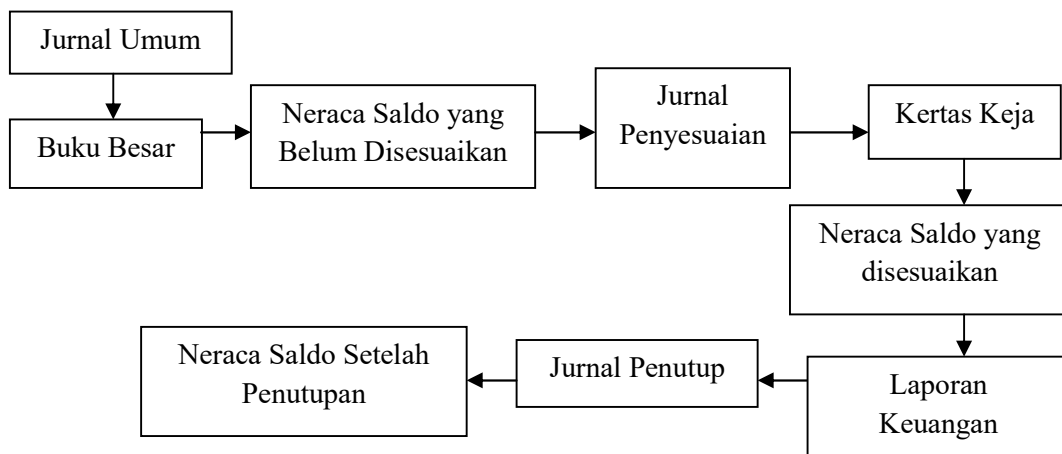 Jurnal Umum
Buku Besar
Neraca Saldo yang
Belum Disesuaikan
Jurnal
Penyesuaian
Kertas Keja
Neraca Saldo yang
disesuaikan
Laporan
Keuangan
Jurnal Penutup
Neraca Saldo Setelah
Penutupan